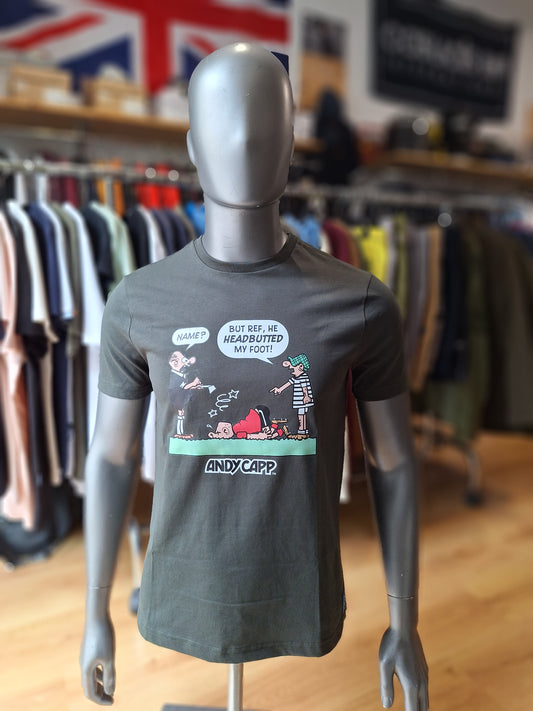 NAME?
BUT REF, HE
HEADBUTTED
MY FOOT!
ANDY CAPP